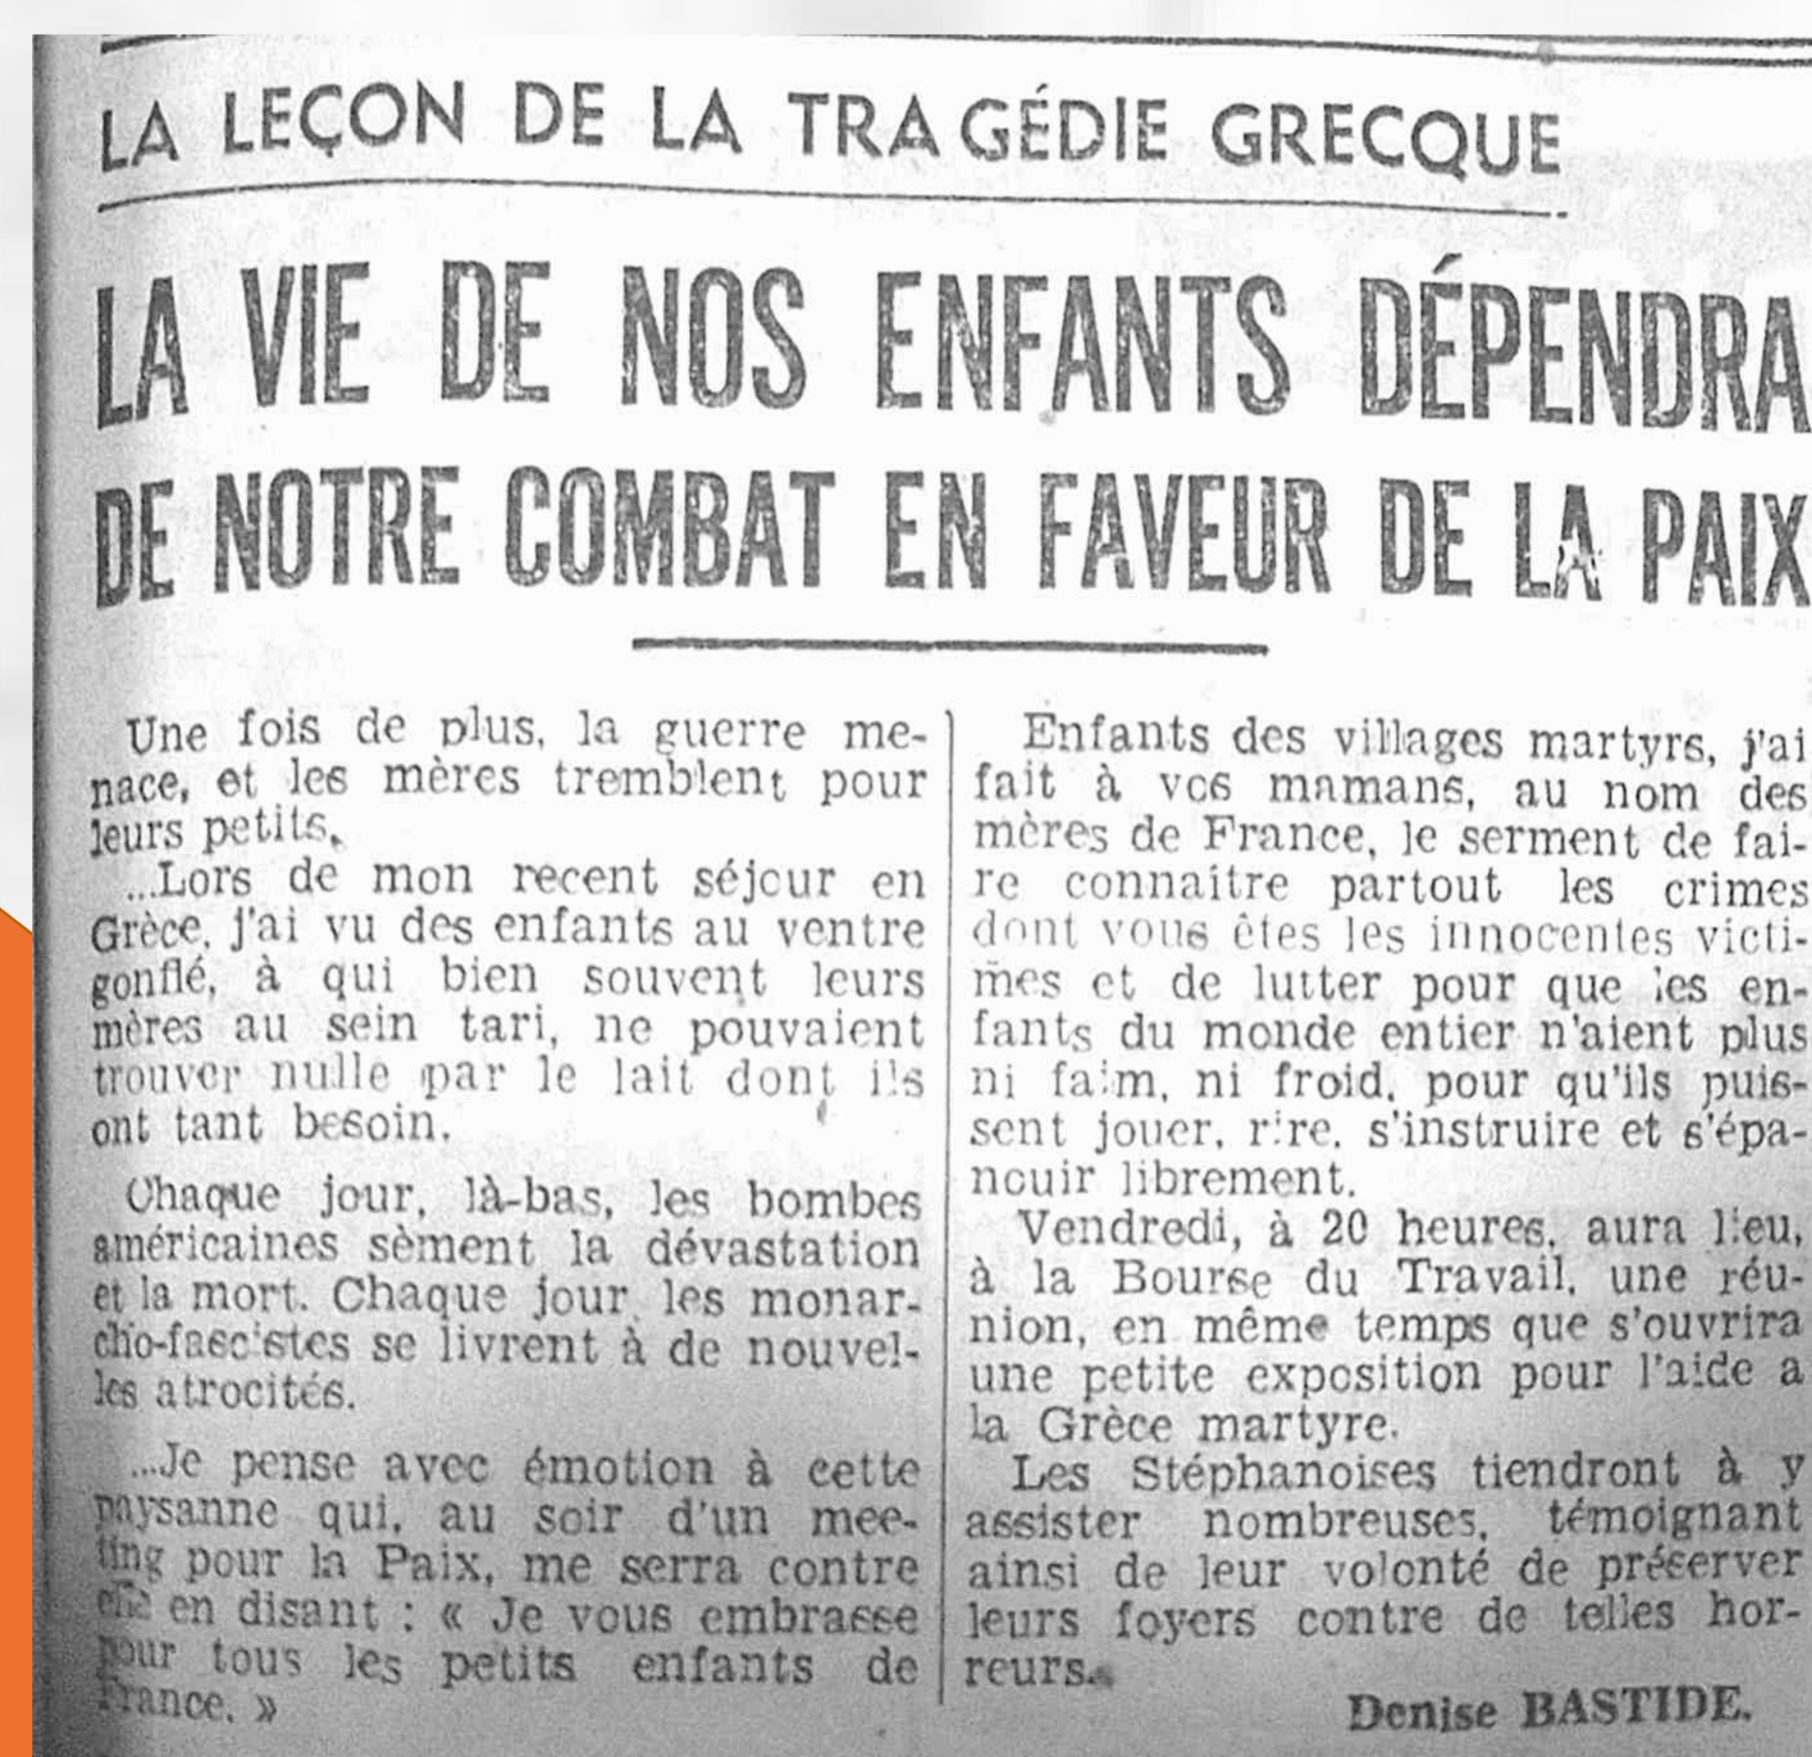 LA LEÇON DE LA TRAGÉDIE GRECQUE
LA VIE DE NOS ENFANTS DÉPENDRA
DE NOTRE COMBAT EN FAVEUR DE LA PAIX
Une fois de plus, la guerre me-
nace, et les mères tremblent pour
leurs petits.
...Lors de mon recent séjour en
Grèce, j'ai vu des enfants au ventre
gonflé, à qui bien souvent leurs
mères au sein tari, ne pouvaient
trouver nulle par le lait dont ils
ont tant besoin.
Chaque jour, là-bas, les bombes
américaines sèment la dévastation
et la mort. Chaque jour, les monar-
cho-fascistes se livrent à de nouvel-
les atrocités.
...Je pense avec émotion à cette
paysanne qui, au soir d'un mee-
ting pour la Paix, me serra contre
elle en disant : « Je vous embrasse
pour tous les petits enfants de
France. »
Enfants des villages martyrs, j'ai
fait à vos mamans, au nom des
mères de France, le serment de fai-
re connaitre partout les crimes
dont vous êtes les innocentes victi-
mes et de lutter pour que les en-
fants du monde entier n'aient plus
ni faim, ni froid, pour qu'ils puis-
sent jouer, rire, s'instruire et s'épa-
nouir librement.
Vendredi, à 20 heures, aura lieu,
à la Bourse du Travail, une réu-
nion, en même temps que s'ouvrira
une petite exposition pour l'aide a
la Grèce martyre.
Les Stéphanoises tiendront à y
assister nombreuses, témoignant
ainsi de leur volonté de préserver
leurs foyers contre de telles hor-
reurs.
Denise BASTIDE.